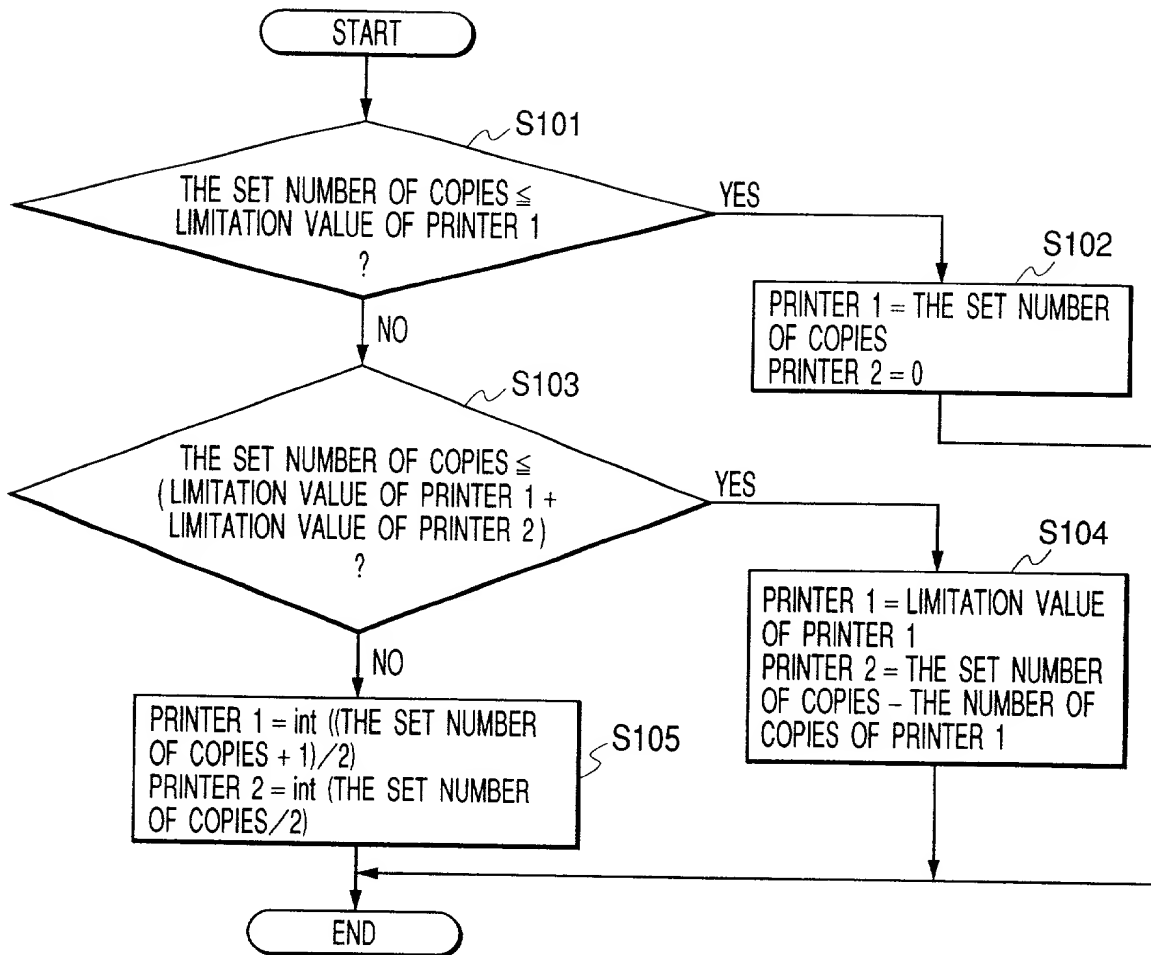 START
S101
THE SET NUMBER OF COPIES ≦
LIMITATION VALUE OF PRINTER 1
?
YES
S102
PRINTER 1 = THE SET NUMBER
OF COPIES
PRINTER 2 = 0
NO
S103
THE SET NUMBER OF COPIES ≦
(LIMITATION VALUE OF PRINTER 1 +
LIMITATION VALUE OF PRINTER 2)
?
YES
S104
PRINTER 1 = LIMITATION VALUE
OF PRINTER 1
PRINTER 2 = THE SET NUMBER
OF COPIES – THE NUMBER OF
COPIES OF PRINTER 1
NO
S105
PRINTER 1 = int ((THE SET NUMBER
OF COPIES + 1)/2)
PRINTER 2 = int (THE SET NUMBER
OF COPIES/2)
END